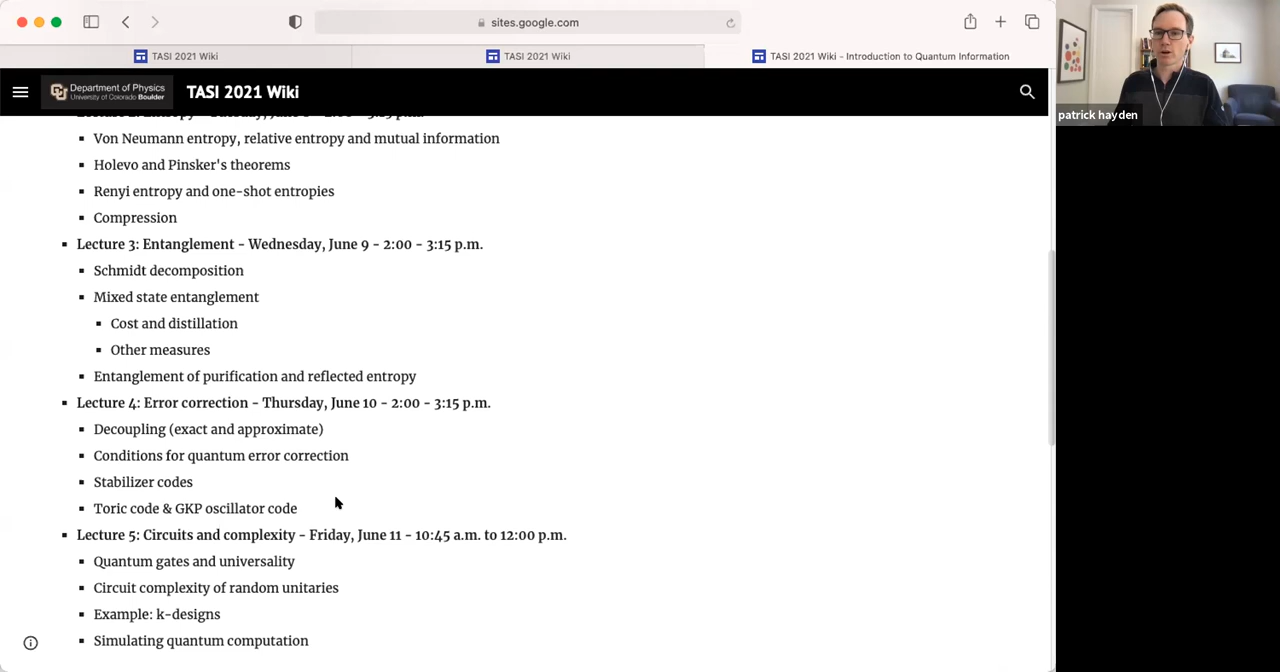 sites.google.com
TASI 2021 Wiki
TASI 2021 Wiki
TASI 2021 Wiki - Introduction to Quantum Information
Department of Physics
University of Colorado Boulder
TASI 2021 Wiki
patrick hayden
▪ Von Neumann entropy, relative entropy and mutual information
▪ Holevo and Pinsker's theorems
▪ Renyi entropy and one-shot entropies
▪ Compression
▪ Lecture 3: Entanglement - Wednesday, June 9 - 2:00 - 3:15 p.m.
▪ Schmidt decomposition
▪ Mixed state entanglement
▪ Cost and distillation
▪ Other measures
▪ Entanglement of purification and reflected entropy
▪ Lecture 4: Error correction - Thursday, June 10 - 2:00 - 3:15 p.m.
▪ Decoupling (exact and approximate)
▪ Conditions for quantum error correction
▪ Stabilizer codes
▪ Toric code & GKP oscillator code
▪ Lecture 5: Circuits and complexity - Friday, June 11 - 10:45 a.m. to 12:00 p.m.
▪ Quantum gates and universality
▪ Circuit complexity of random unitaries
▪ Example: k-designs
▪ Simulating quantum computation